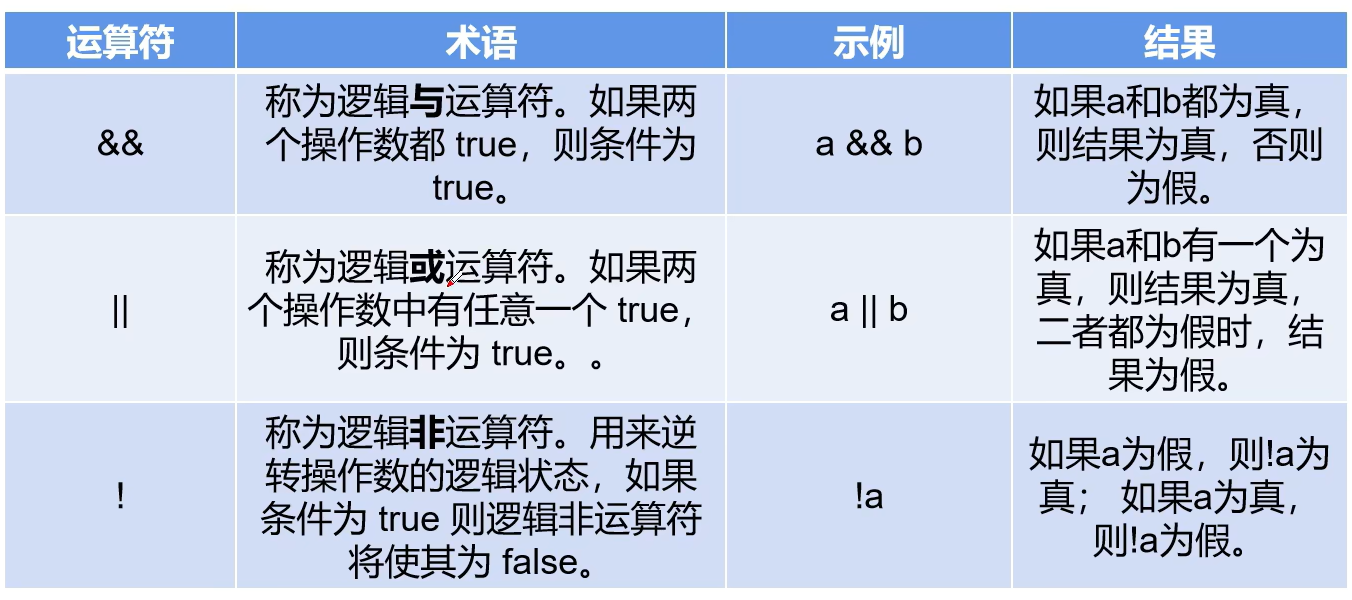 运算符 术语 示例 结果
&&
称为逻辑与运算符。如果两
个操作数都 true，则条件为
true。
a && b
如果a和b都为真，
则结果为真，否则
为假。
||
称为逻辑或运算符。如果两
个操作数中有任意一个 true，
则条件为 true。。
a || b
如果a和b有一个为
真，则结果为真，
二者都为假时，结
果为假。
!
称为逻辑非运算符。用来逆
转操作数的逻辑状态，如果
条件为 true 则逻辑非运算符
将使其为 false。
!a
如果a为假，则!a为
真； 如果a为真，
则!a为假。